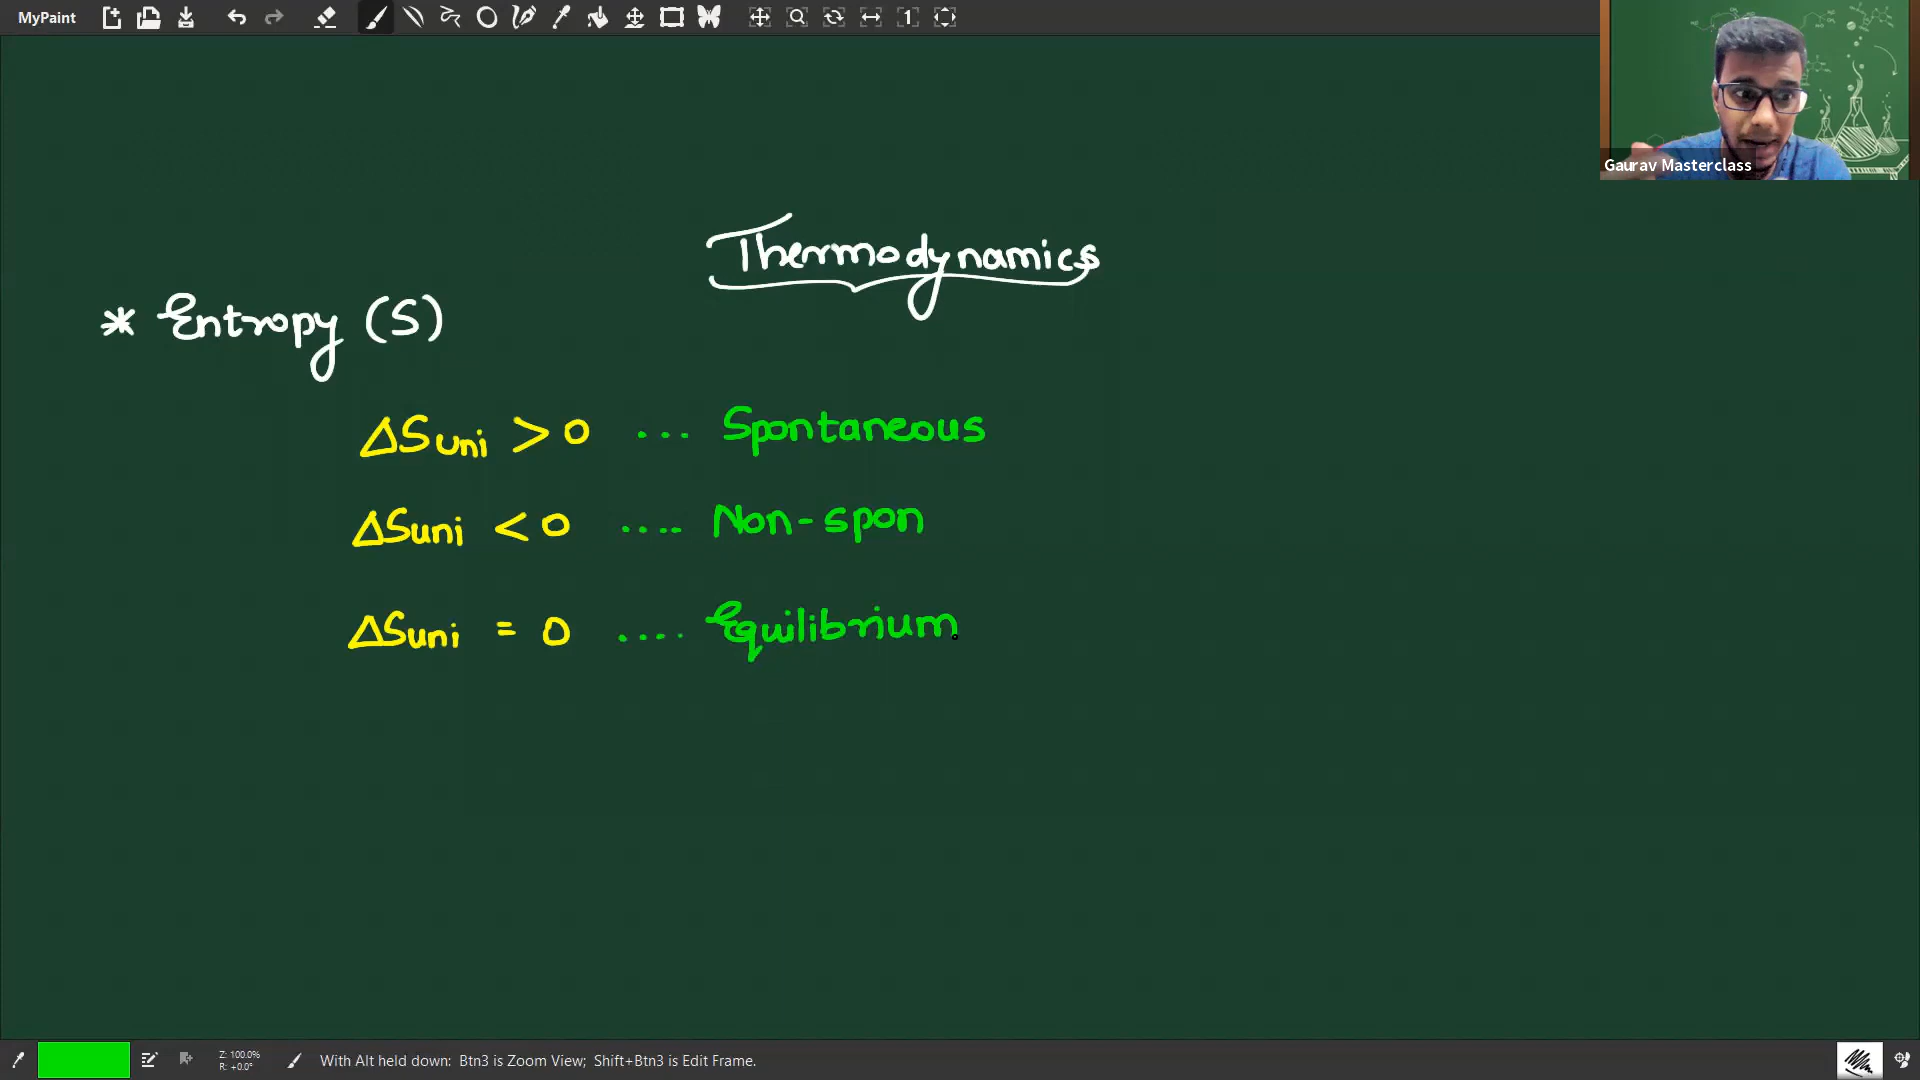 MyPaint
1
Gaurav Masterclass
Thermodynamics
* Entropy (S)
ΔSuni > 0 ... Spontaneous
ΔSuni < 0 .... Non-spon
ΔSuni = 0 .... Equilibrium
Z: 100.0%
R: +0.0°
With Alt held down: Btn3 is Zoom View; Shift+Btn3 is Edit Frame.